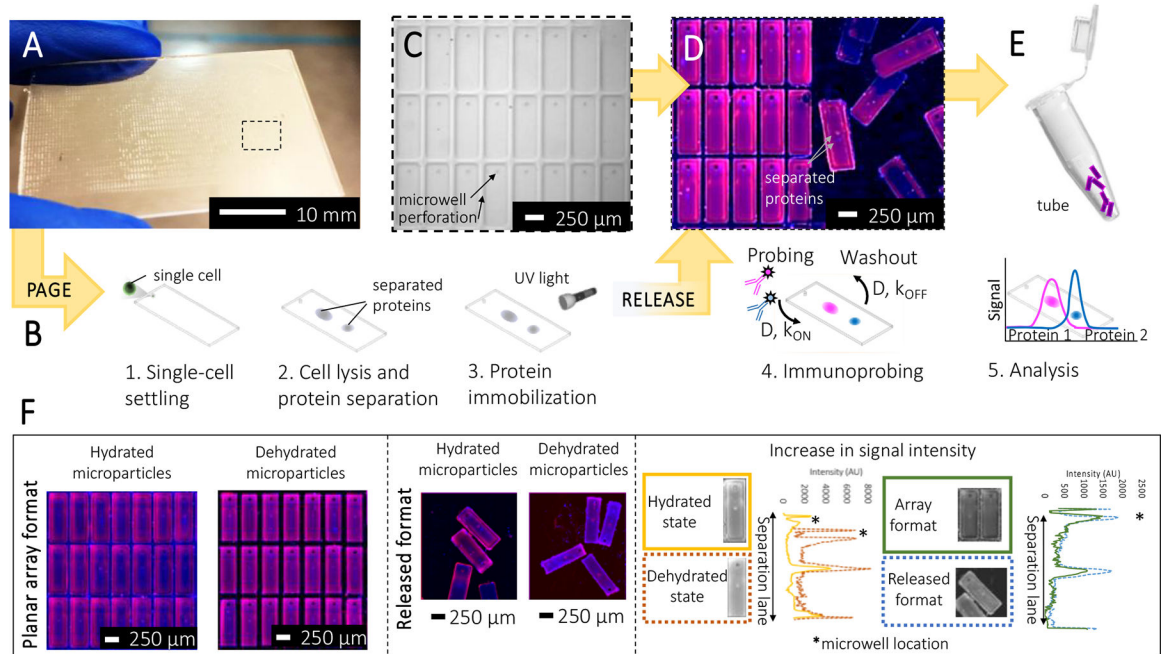 A
10 mm
C
microwell
perforation
250 µm
D
separated
proteins
250 µm
E
tube
PAGE
B
single cell
1. Single-cell
settling
separated
proteins
2. Cell lysis and
protein separation
UV light
3. Protein
immobilization
RELEASE
Probing
Washout
D, kON
D, kOFF
4. Immunoprobing
Signal
Protein 1
Protein 2
5. Analysis
F
Planar array format
Hydrated
microparticles
250 µm
Dehydrated
microparticles
250 µm
Released format
Hydrated
microparticles
250 µm
Dehydrated
microparticles
250 µm
Increase in signal intensity
Hydrated
state
Dehydrated
state
Intensity (AU)
0
2000
4000
6000
8000
Separation lane
*
*
Array
format
Released
format
Intensity (AU)
0
500
1000
1500
2000
2500
Separation lane
*
*microwell location